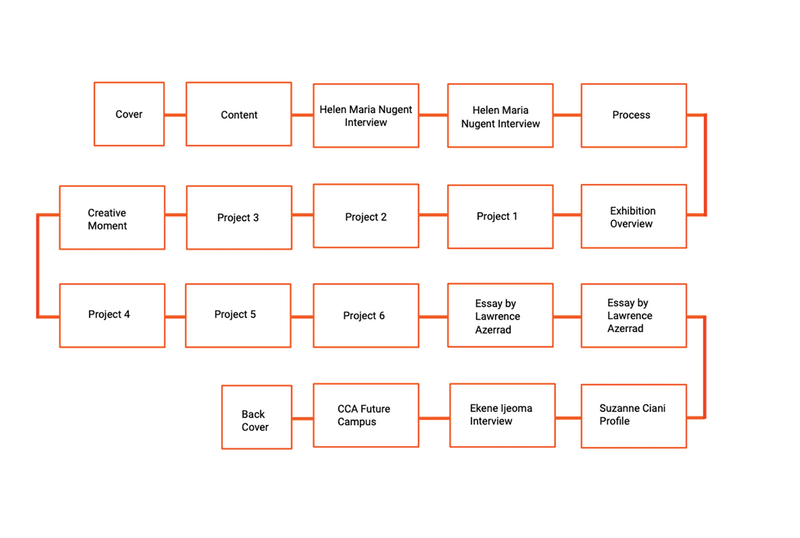 Cover
Content
Helen Maria Nugent
Interview
Helen Maria
Nugent Interview
Process
Exhibition
Overview
Project 1
Project 2
Project 3
Creative
Moment
Project 4
Project 5
Project 6
Essay by
Lawrence
Azerrad
Essay by
Lawrence
Azerrad
Suzanne Ciani
Profile
Ekene Ijeoma
Interview
CCA Future
Campus
Back
Cover